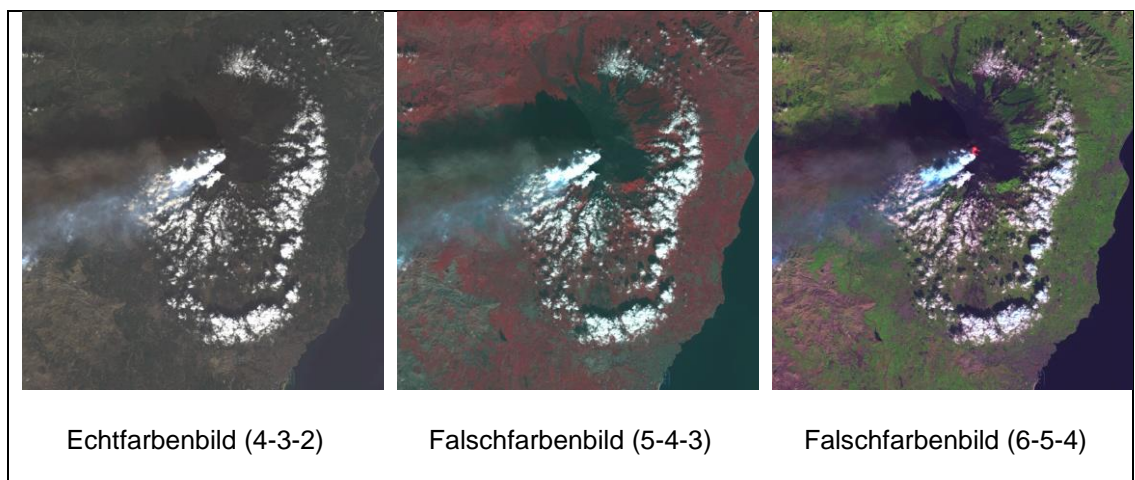 Echtfarbenbild (4-3-2)
Falschfarbenbild (5-4-3)
Falschfarbenbild (6-5-4)